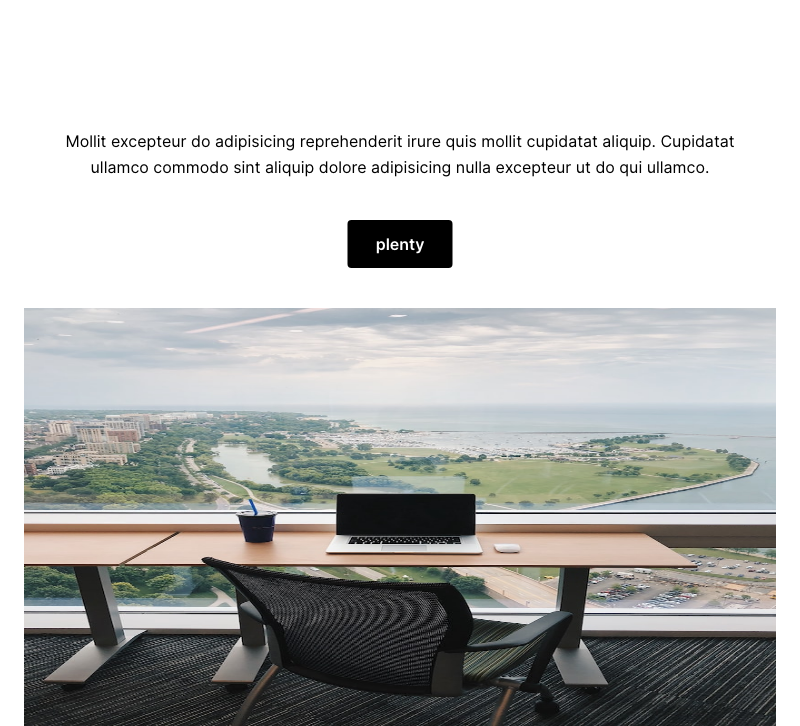 Mollit excepteur do adipisicing reprehenderit irure quis mollit cupidatat aliquip. Cupidatat
ullamco commodo sint aliquip dolore adipisicing nulla excepteur ut do qui ullamco.
plenty